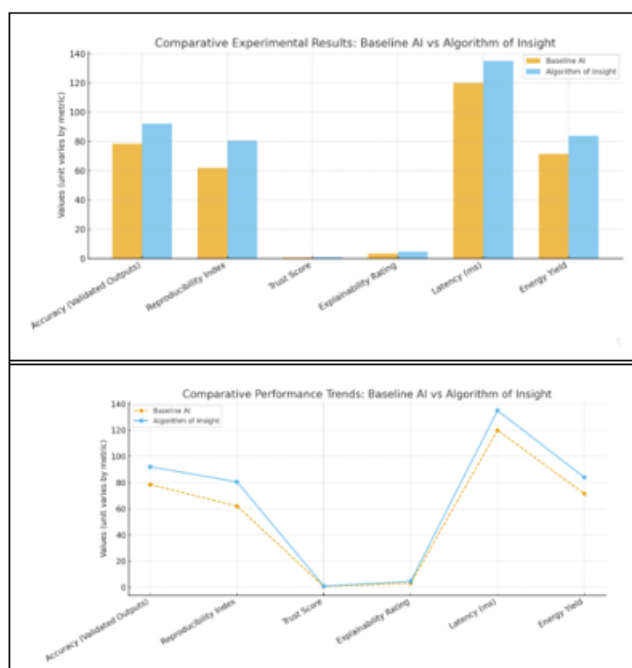 Comparative Experimental Results: Baseline AI vs Algorithm of Insight
140
120
100
80
60
40
20
0
Values (unit varies by metric)
Baseline AI
Algorithm of Insight
Accuracy (Validated Outputs)
Reproducibility Index
Trust Score
Explainability Rating
Latency (ms)
Energy Yield
Comparative Performance Trends: Baseline AI vs Algorithm of Insight
140
120
100
80
60
40
20
0
Values (unit varies by metric)
Baseline AI
Algorithm of Insight
Accuracy (Validated Outputs)
Reproducibility Index
Trust Score
Explainability Rating
Latency (ms)
Energy Yield